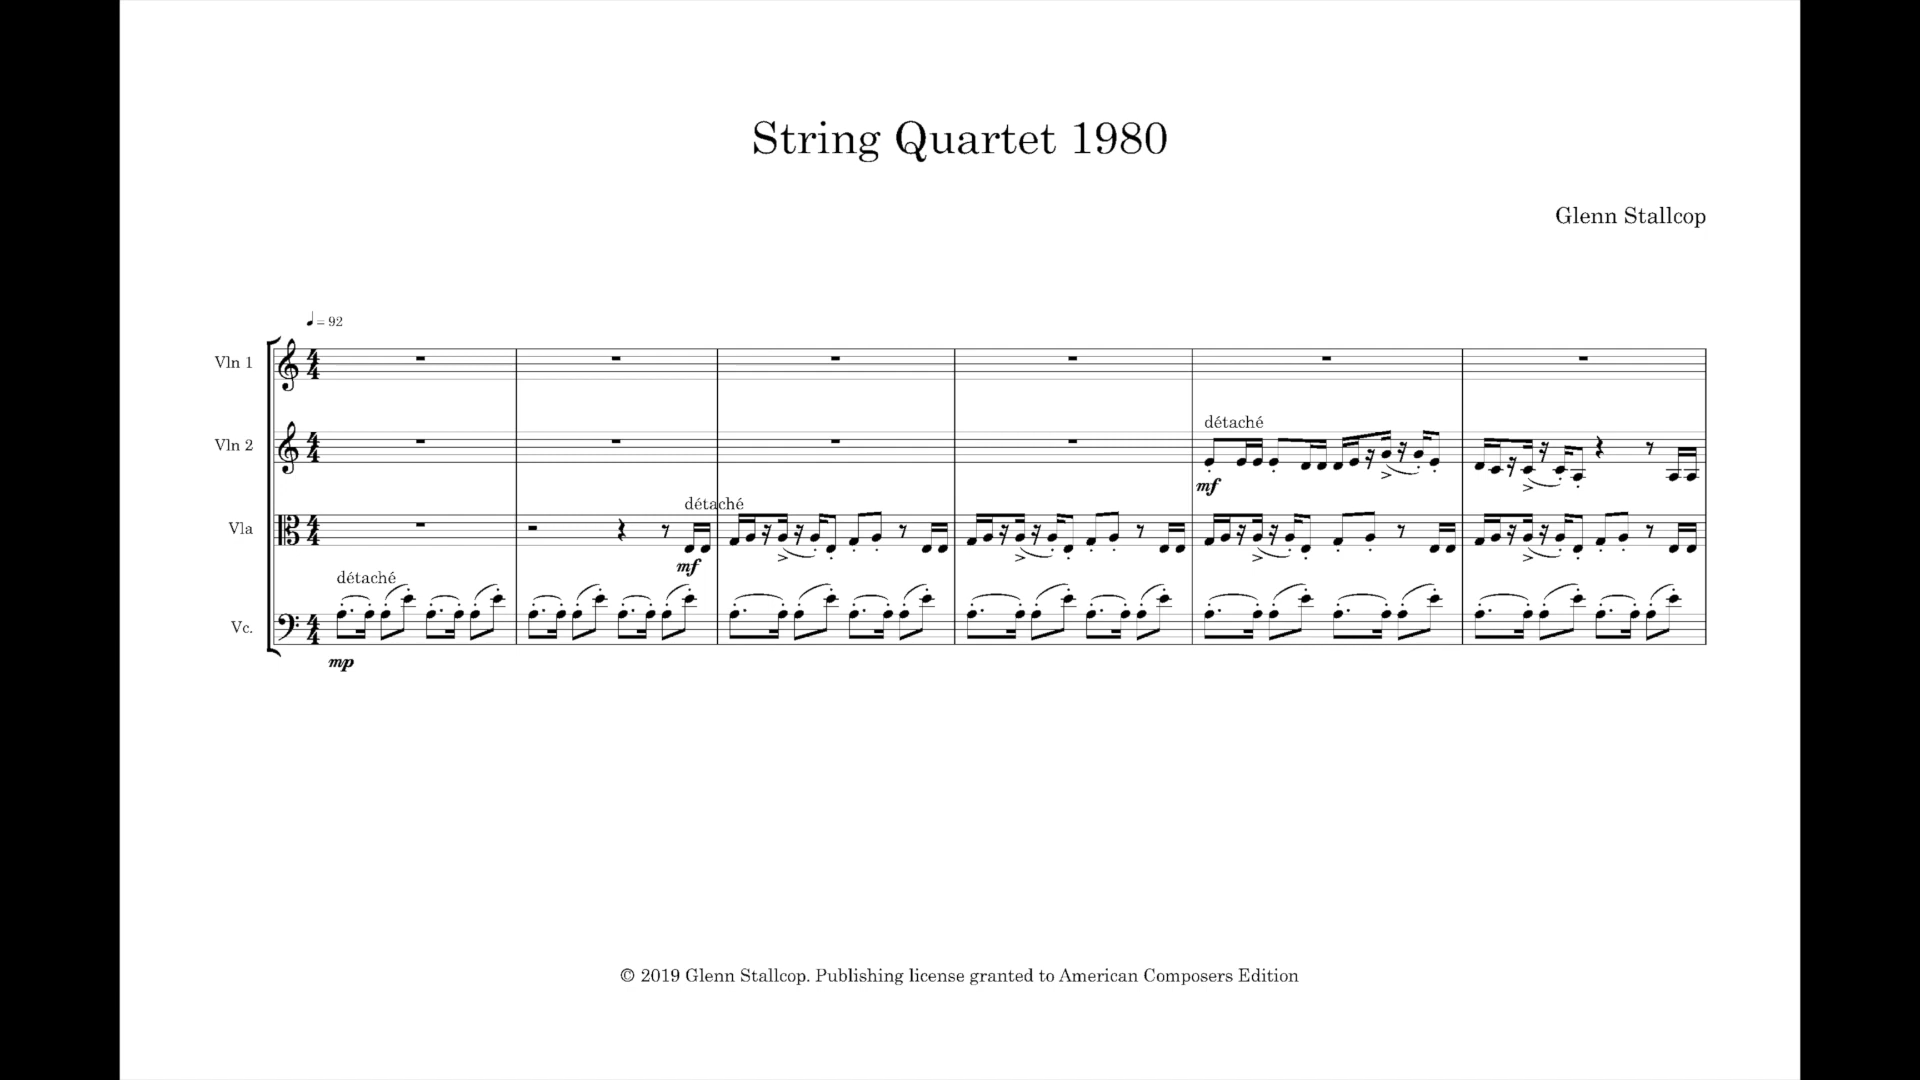 String Quartet 1980
Glenn Stallcop
= 92
Vln 1
Vln 2
détaché
mf
Vla
détaché
mf
Vc.
détaché
mp
© 2019 Glenn Stallcop. Publishing license granted to American Composers Edition